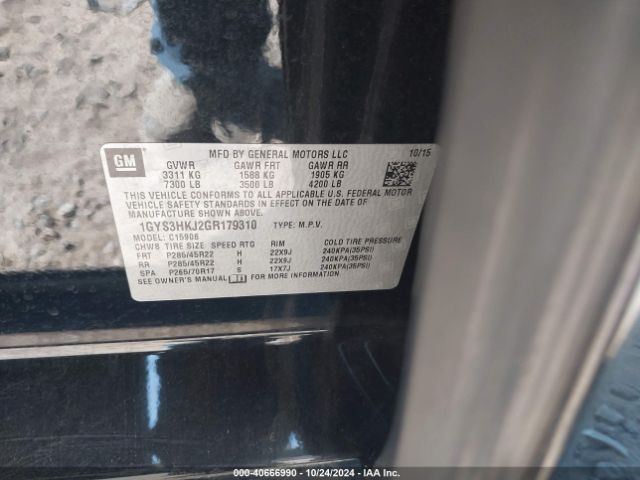 GM MFD BY GENERAL MOTORS LLC 10/15
GVWR GAWR FRT GAWR RR
3311 KG 1588 KG 1905 KG
7300 LB 3500 LB 4200 LB
THIS VEHICLE CONFORMS TO ALL APPLICABLE U.S. FEDERAL MOTOR
VEHICLE SAFETY STANDARDS IN EFFECT ON THE DATE OF
MANUFACTURE SHOWN ABOVE.
1GYS3HKJ2GR179310 TYPE: M.P.V.
MODEL: C15906
CHWB TIRE SIZE SPEED RTG RIM COLD TIRE PRESSURE
FRT P285/45R22 H 22X9J 240KPA(35PSI)
RR P285/45R22 H 22X9J 240KPA(35PSI)
SPA P265/70R17 S 17X7J 240KPA(35PSI)
SEE OWNER'S MANUAL FOR MORE INFORMATION
000-40666990 - 10/24/2024 - IAA Corp.